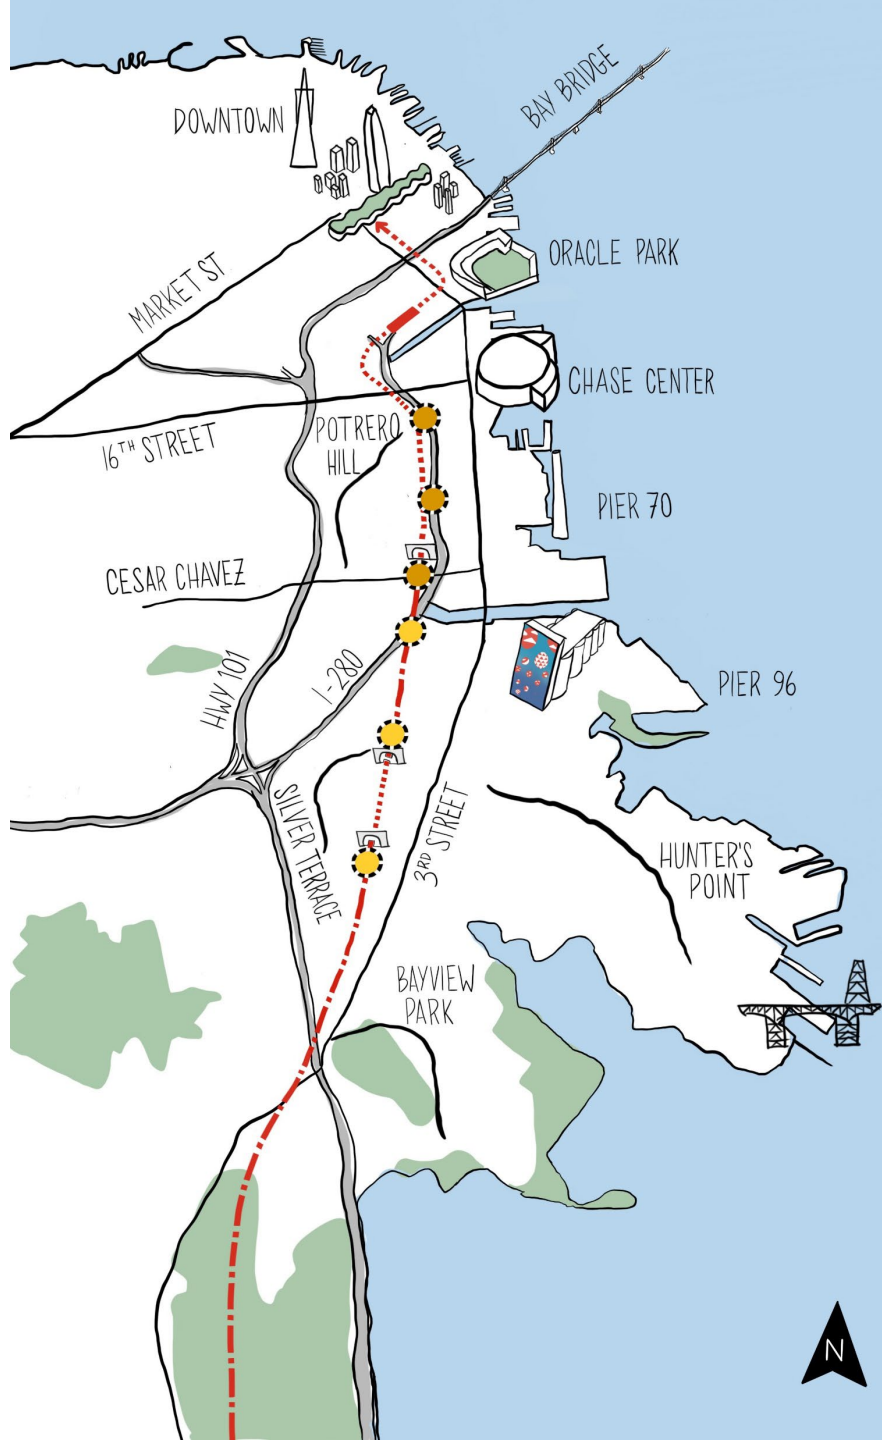 BAY BRIDGE
DOWNTOWN
ORACLE PARK
MARKET ST
CHASE CENTER
16TH STREET
POTRERO
HILL
PIER 70
CESAR CHAVEZ
HWY 101
I-280
PIER 96
SILVER TERRACE
3RD STREET
HUNTER'S
POINT
BAYVIEW
PARK
N